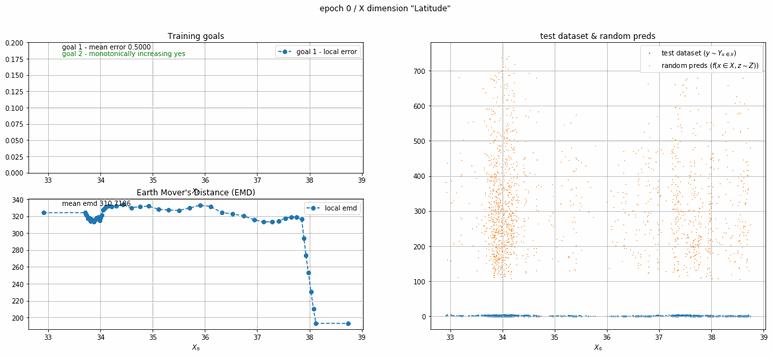 epoch 0 / X dimension "Latitude"
Training goals
goal 1 - mean error 0.5000
goal 2 - monotonically increasing yes
goal 1 - local error
0.200
0.175
0.150
0.125
0.100
0.075
0.050
0.025
0.000
33 34 35 36 37 38 39
Earth Mover's Distance (EMD)
mean emd 310.7186
local emd
340
320
300
280
260
240
220
200
33 34 35 36 37 38 39
X₆
test dataset & random preds
test dataset (y ~ Yₓ∈ₓ)
random preds (f(x ∈ X, z ~ Z))
700
600
500
400
300
200
100
0
33 34 35 36 37 38 39
X₆